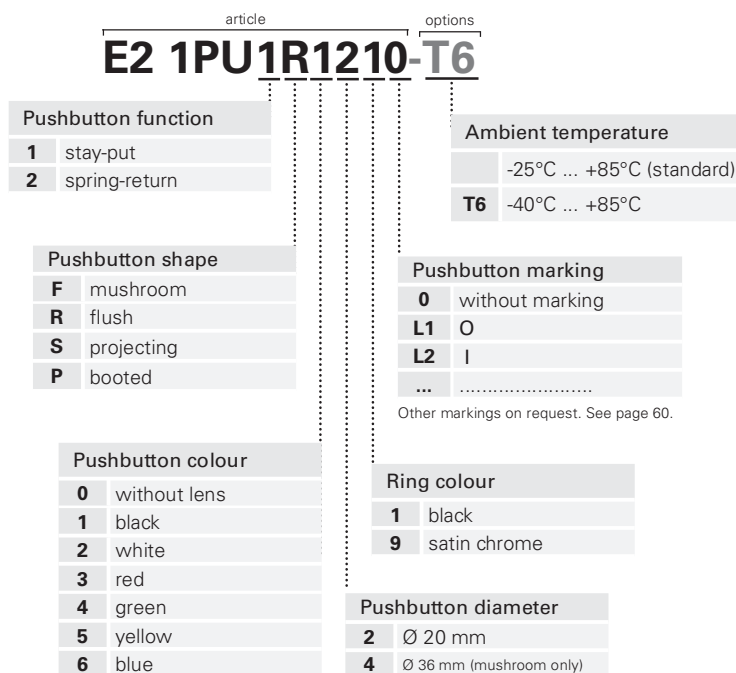 article
options
E2 1PU1R1210-T6
Pushbutton function
1 stay-put
2 spring-return
Ambient temperature
-25°C ... +85°C (standard)
T6 -40°C ... +85°C
Pushbutton shape
F mushroom
R flush
S projecting
P booted
Pushbutton marking
0 without marking
L1 O
L2 I
... ........................
Other markings on request. See page 60.
Pushbutton colour
0 without lens
1 black
2 white
3 red
4 green
5 yellow
6 blue
Ring colour
1 black
9 satin chrome
Pushbutton diameter
2 Ø 20 mm
4 Ø 36 mm (mushroom only)